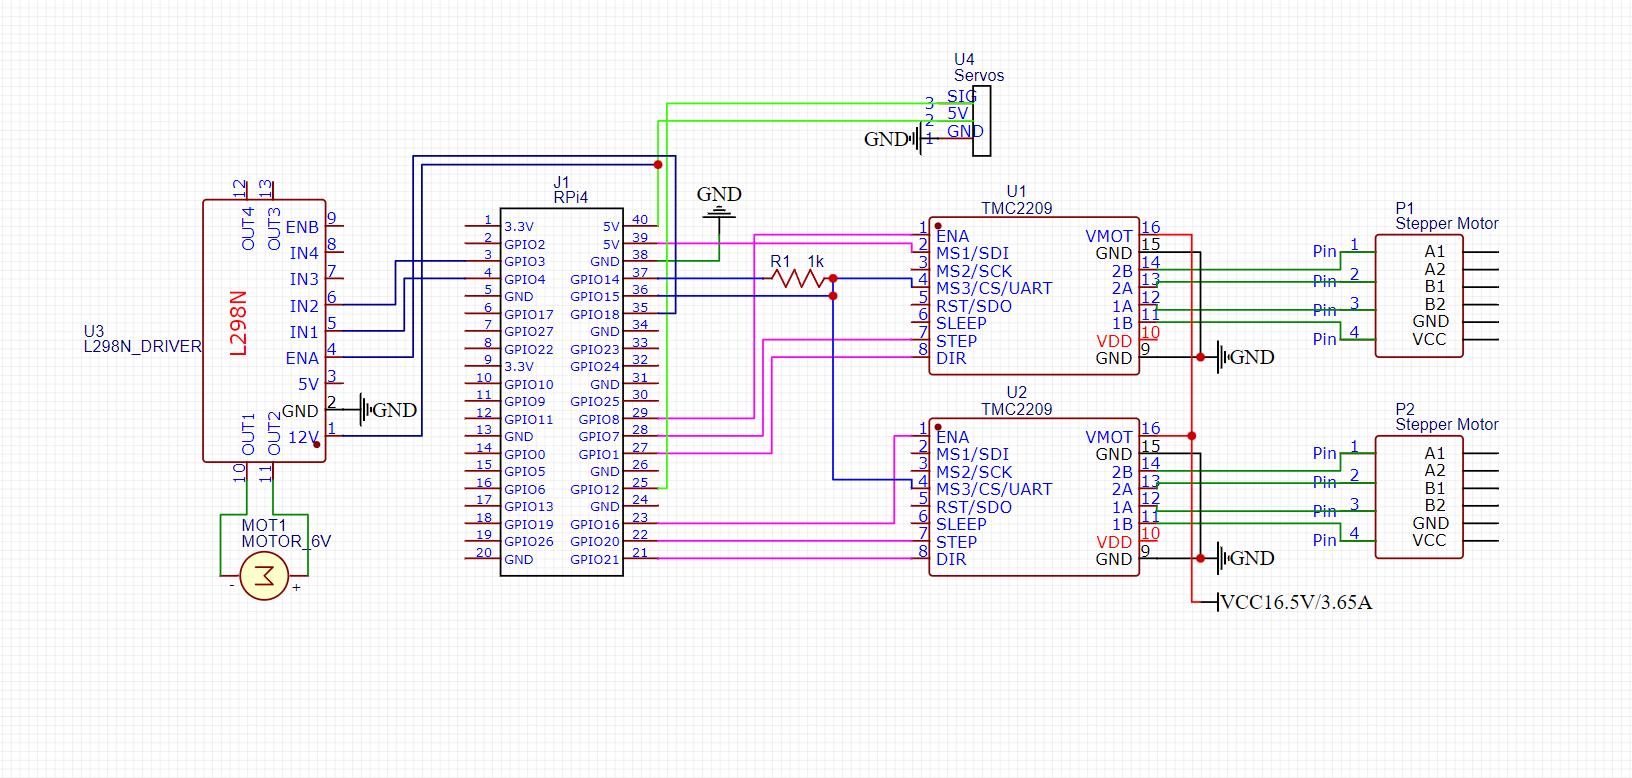 U4
Servos
3 SIG
2 5V
GND 1 GND
U3
L298N_DRIVER
L298N
12 OUT4
13 OUT3
ENB 9
IN4 8
IN3 7
IN2 6
IN1 5
ENA 4
5V 3
GND 2 GND
12V 1
OUT1 10
OUT2 11
MOT1
MOTOR_6V
- M +
J1
RPi4
1 3.3V 5V 40
2 GPIO2 5V 39
3 GPIO3 GND 38
4 GPIO4 GPIO14 37
5 GND GPIO15 36
6 GPIO17 GPIO18 35
7 GPIO27 GND 34
8 GPIO22 GPIO23 33
9 3.3V GPIO24 32
10 GPIO10 GND 31
11 GPIO9 GPIO25 30
12 GPIO11 GPIO8 29
13 GND GPIO7 28
14 GPIO0 GPIO1 27
15 GPIO5 GND 26
16 GPIO6 GPIO12 25
17 GPIO13 GND 24
18 GPIO19 GPIO16 23
19 GPIO26 GPIO20 22
20 GND GPIO21 21
GND
R1 1k
U1
TMC2209
1 ENA VMOT 16
2 MS1/SDI GND 15
3 MS2/SCK 2B 14
4 MS3/CS/UART 2A 13
5 RST/SDO 1A 12
6 SLEEP 1B 11
7 STEP VDD 10
8 DIR GND 9
GND
P1
Stepper Motor
Pin 1 A1
A2
Pin 2 B1
Pin 3 B2
GND
Pin 4 VCC
U2
TMC2209
1 ENA VMOT 16
2 MS1/SDI GND 15
3 MS2/SCK 2B 14
4 MS3/CS/UART 2A 13
5 RST/SDO 1A 12
6 SLEEP 1B 11
7 STEP VDD 10
8 DIR GND 9
GND
P2
Stepper Motor
Pin 1 A1
A2
Pin 2 B1
Pin 3 B2
GND
Pin 4 VCC
VCC16.5V/3.65A